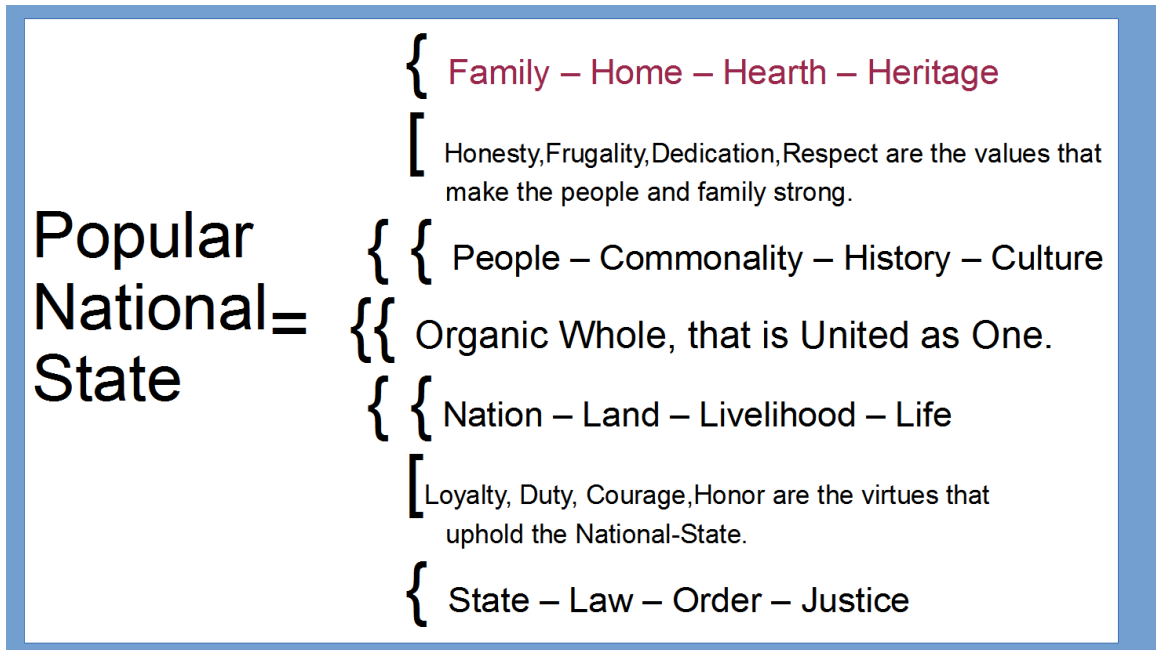 { Family – Home – Hearth – Heritage
[ Honesty,Frugality,Dedication,Respect are the values that
make the people and family strong.
Popular
National=
State
{ { People – Commonality – History – Culture
{{ Organic Whole, that is United as One.
{ { Nation – Land – Livelihood – Life
[Loyalty, Duty, Courage,Honor are the virtues that
uphold the National-State.
{ State – Law – Order – Justice